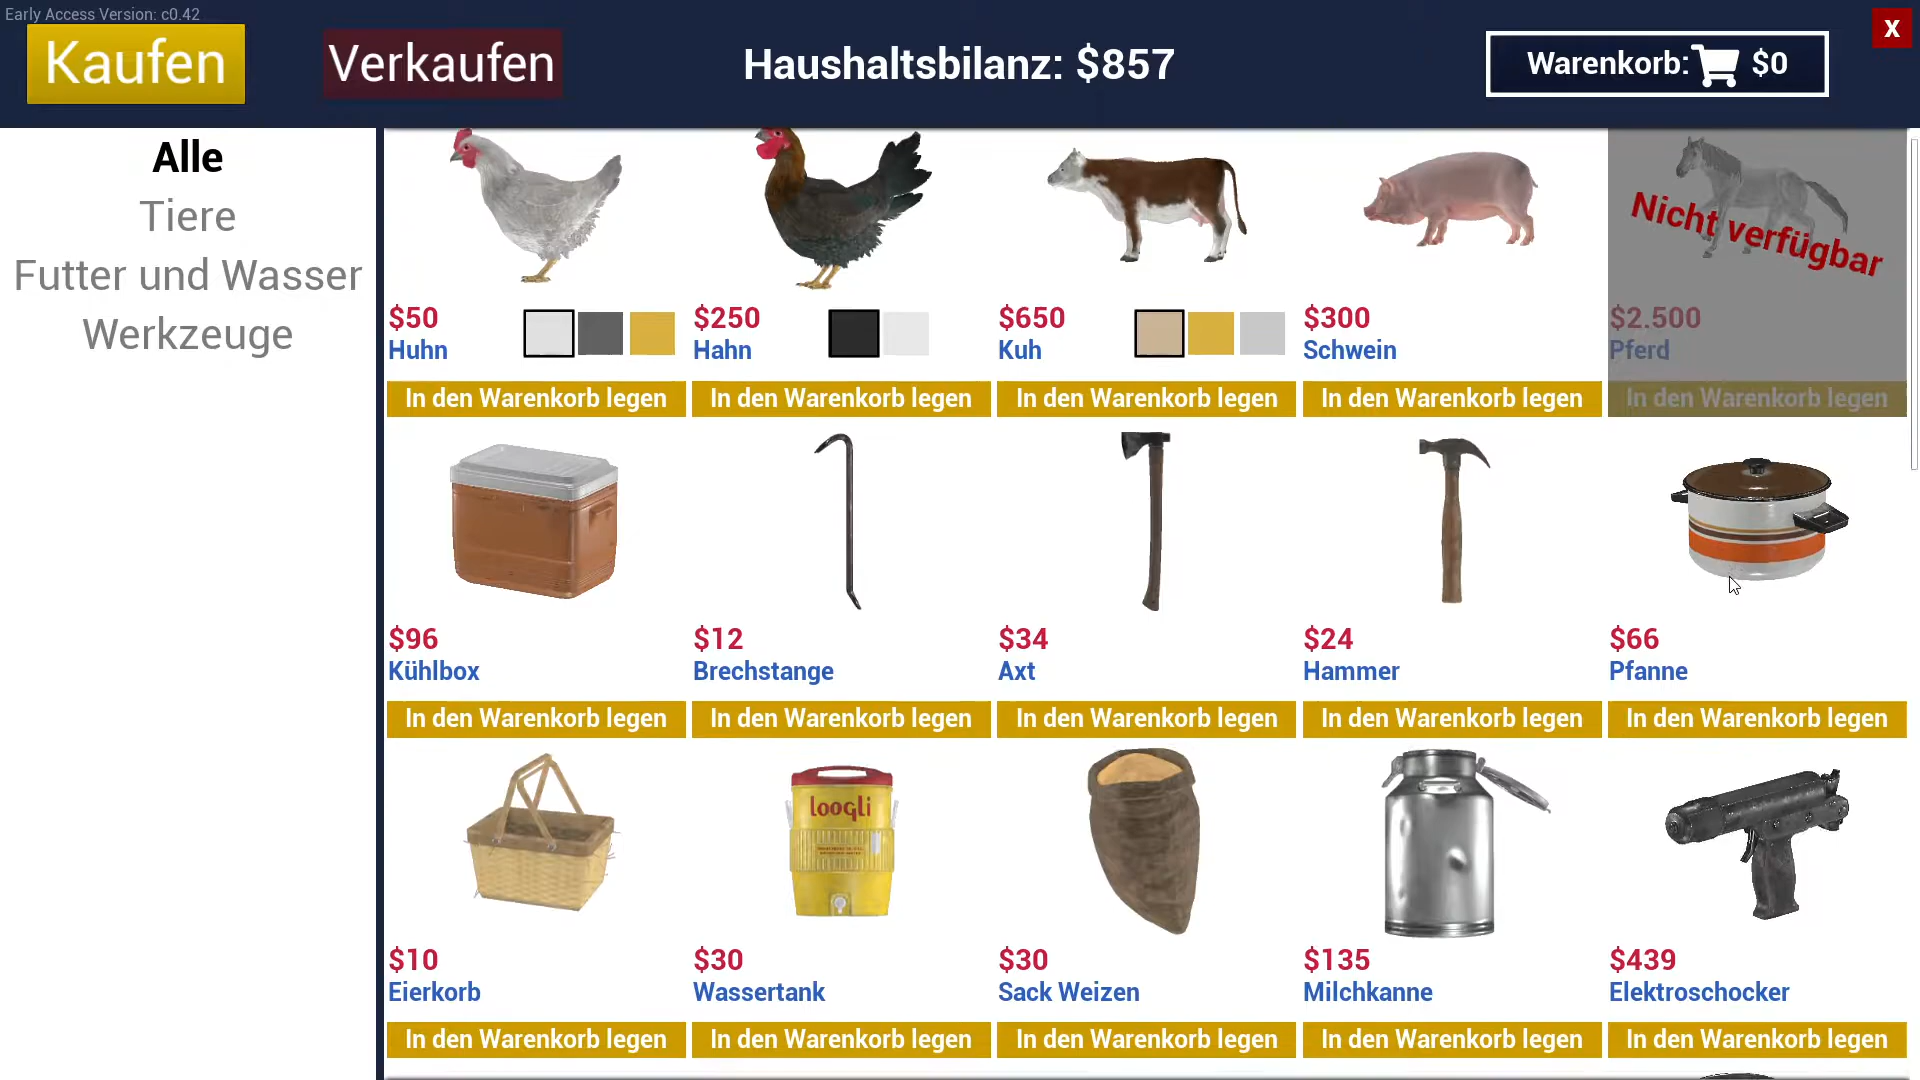 Early Access Version: c0.42
Kaufen
Verkaufen
Haushaltsbilanz: $857
Warenkorb: $0
X
Alle
Tiere
Futter und Wasser
Werkzeuge
$50
Huhn
In den Warenkorb legen
$250
Hahn
In den Warenkorb legen
$650
Kuh
In den Warenkorb legen
$300
Schwein
In den Warenkorb legen
Nicht verfügbar
$2.500
Pferd
In den Warenkorb legen
$96
Kühlbox
In den Warenkorb legen
$12
Brechstange
In den Warenkorb legen
$34
Axt
In den Warenkorb legen
$24
Hammer
In den Warenkorb legen
$66
Pfanne
In den Warenkorb legen
$10
Eierkorb
In den Warenkorb legen
loogli
$30
Wassertank
In den Warenkorb legen
$30
Sack Weizen
In den Warenkorb legen
$135
Milchkanne
In den Warenkorb legen
$439
Elektroschocker
In den Warenkorb legen